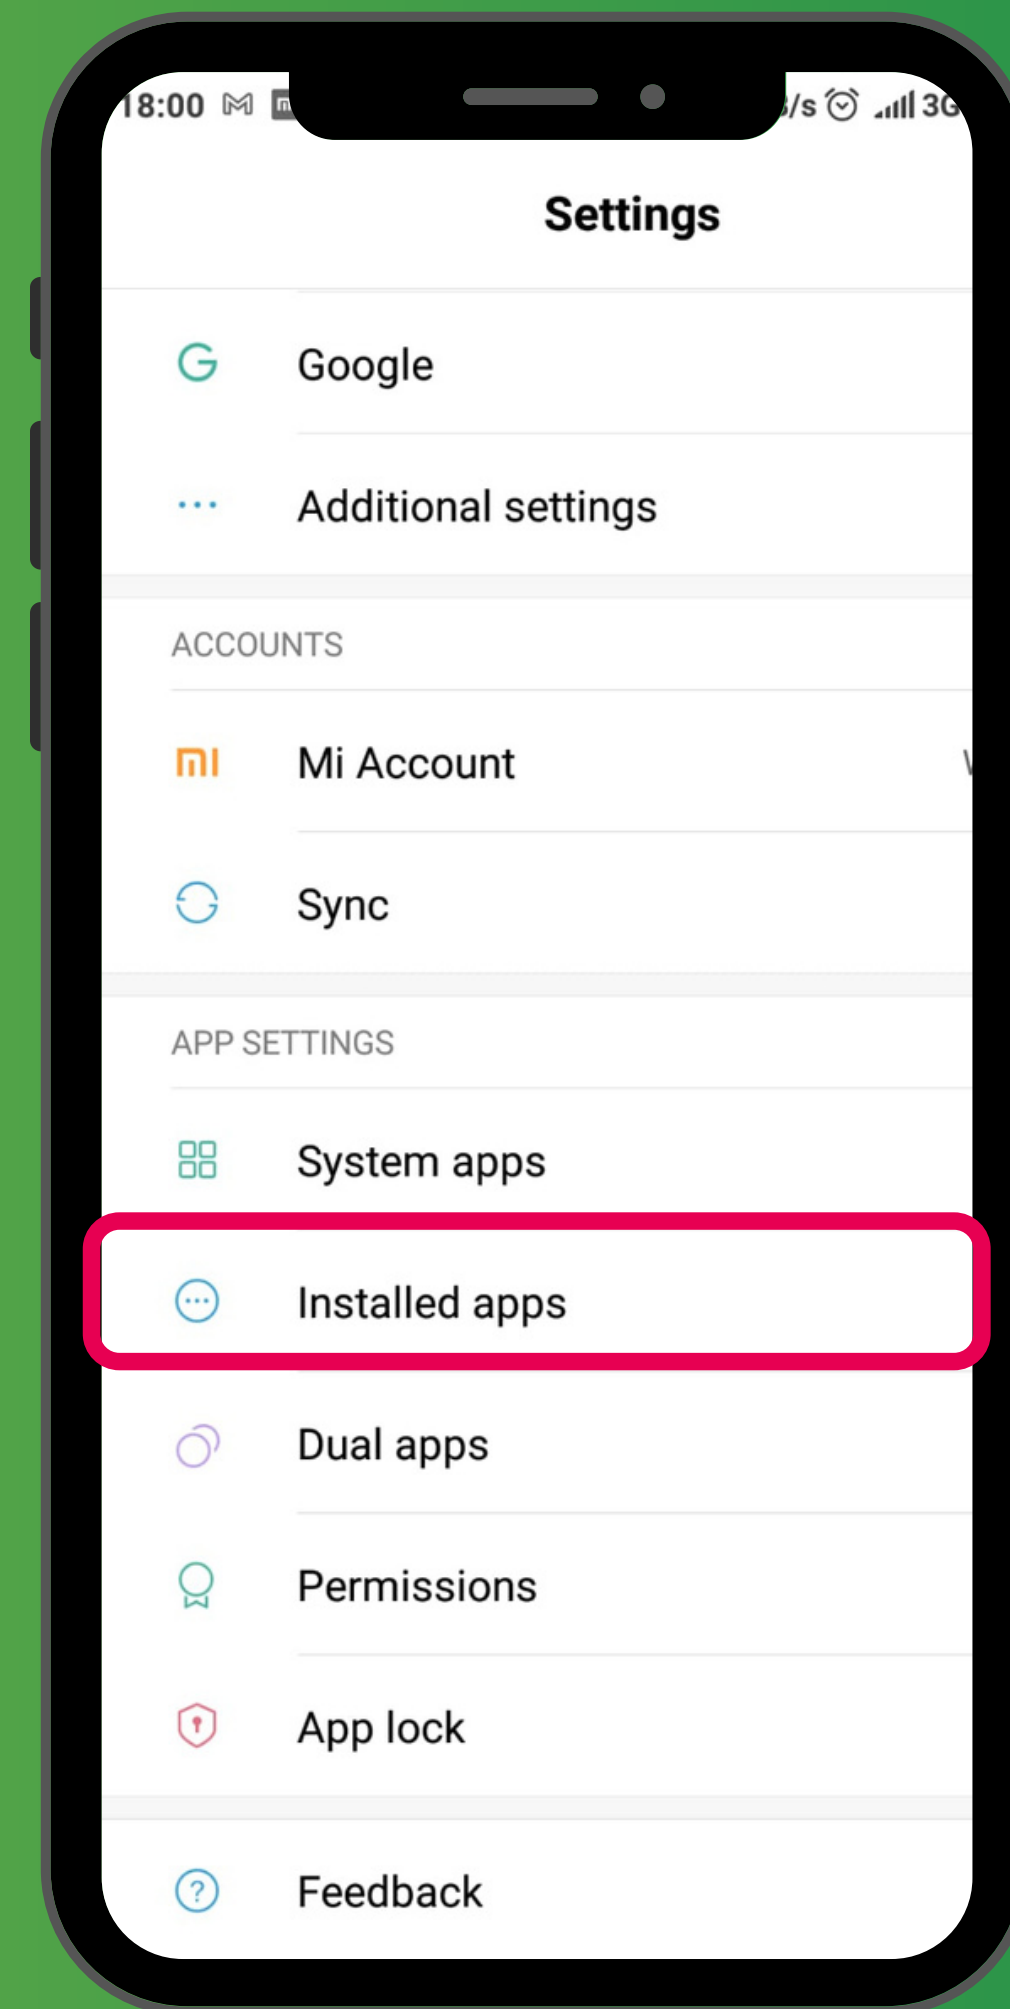 18:00 /s 3G
Settings
Google
Additional settings
ACCOUNTS
Mi Account
Sync
APP SETTINGS
System apps
Installed apps
Dual apps
Permissions
App lock
Feedback